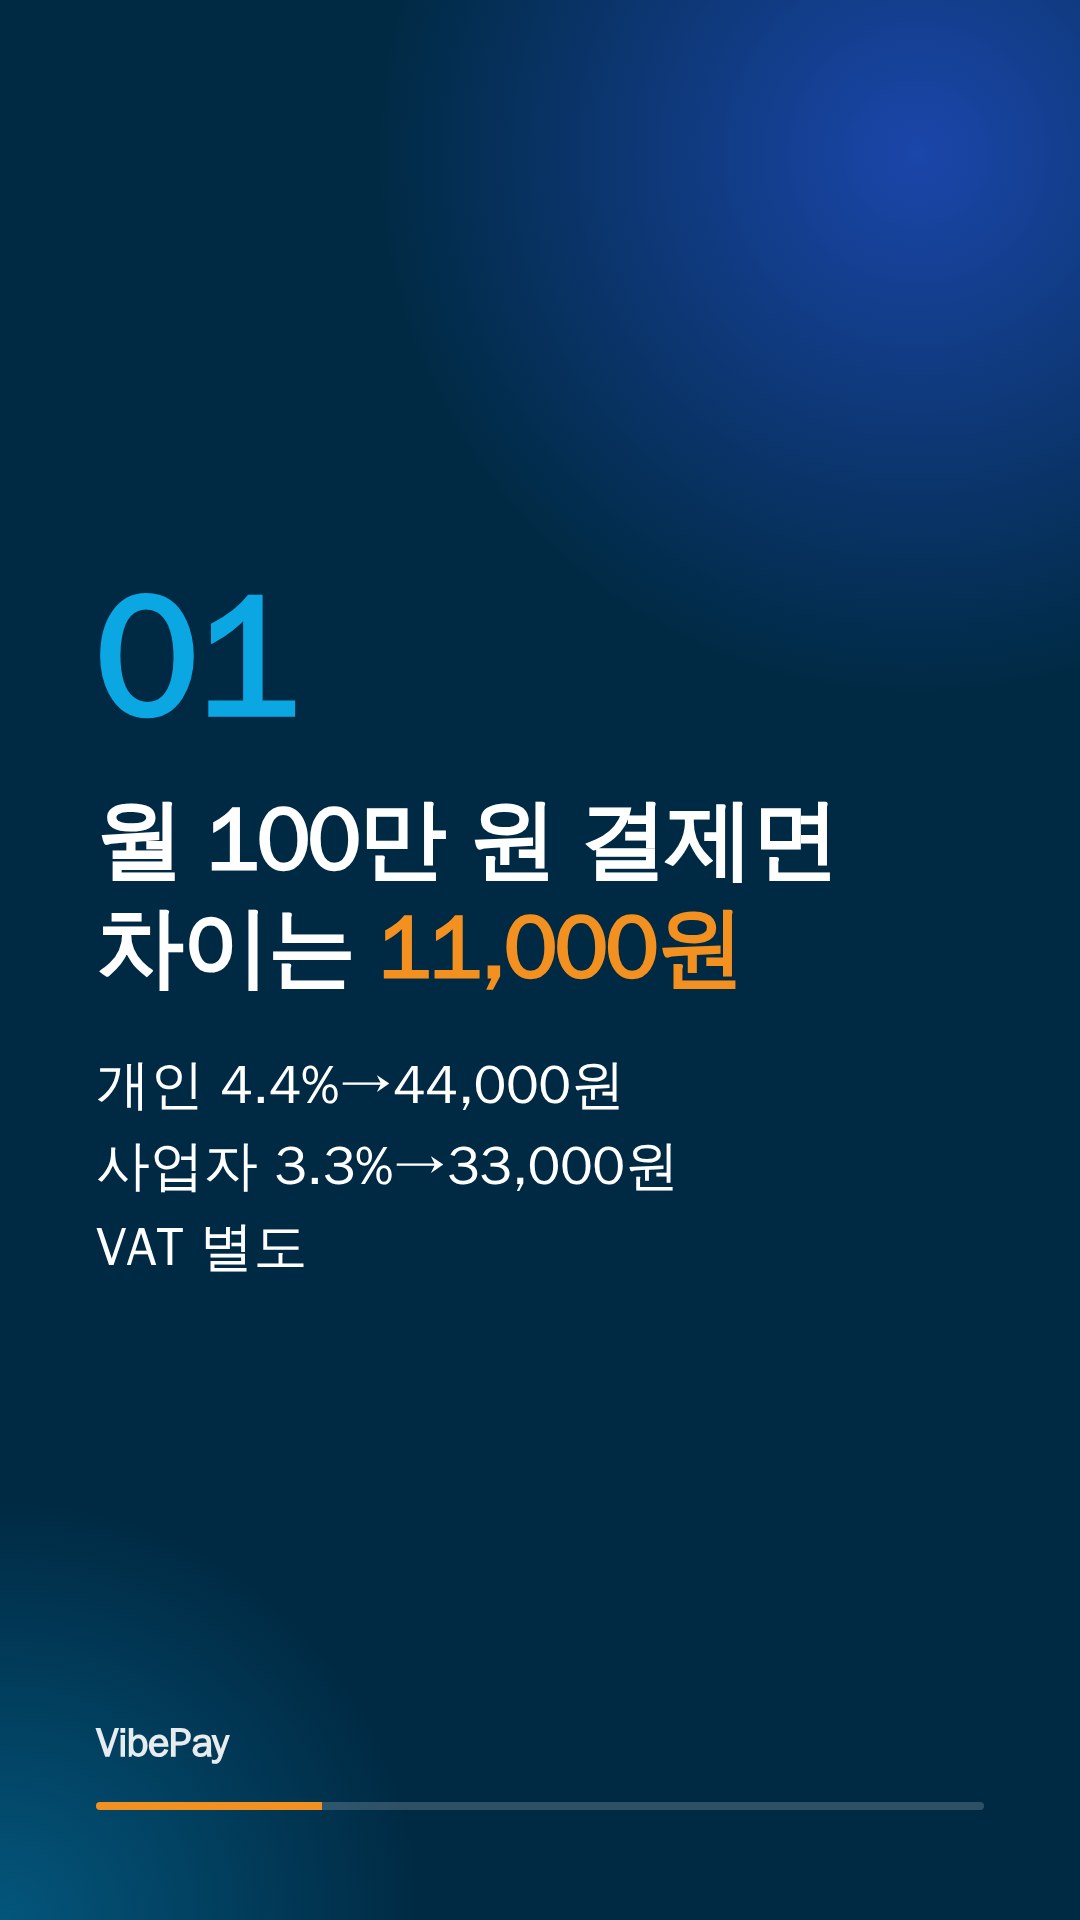 01
월 100만 원 결제면
차이는 11,000원
개인 4.4%→44,000원
사업자 3.3%→33,000원
VAT 별도
VibePay